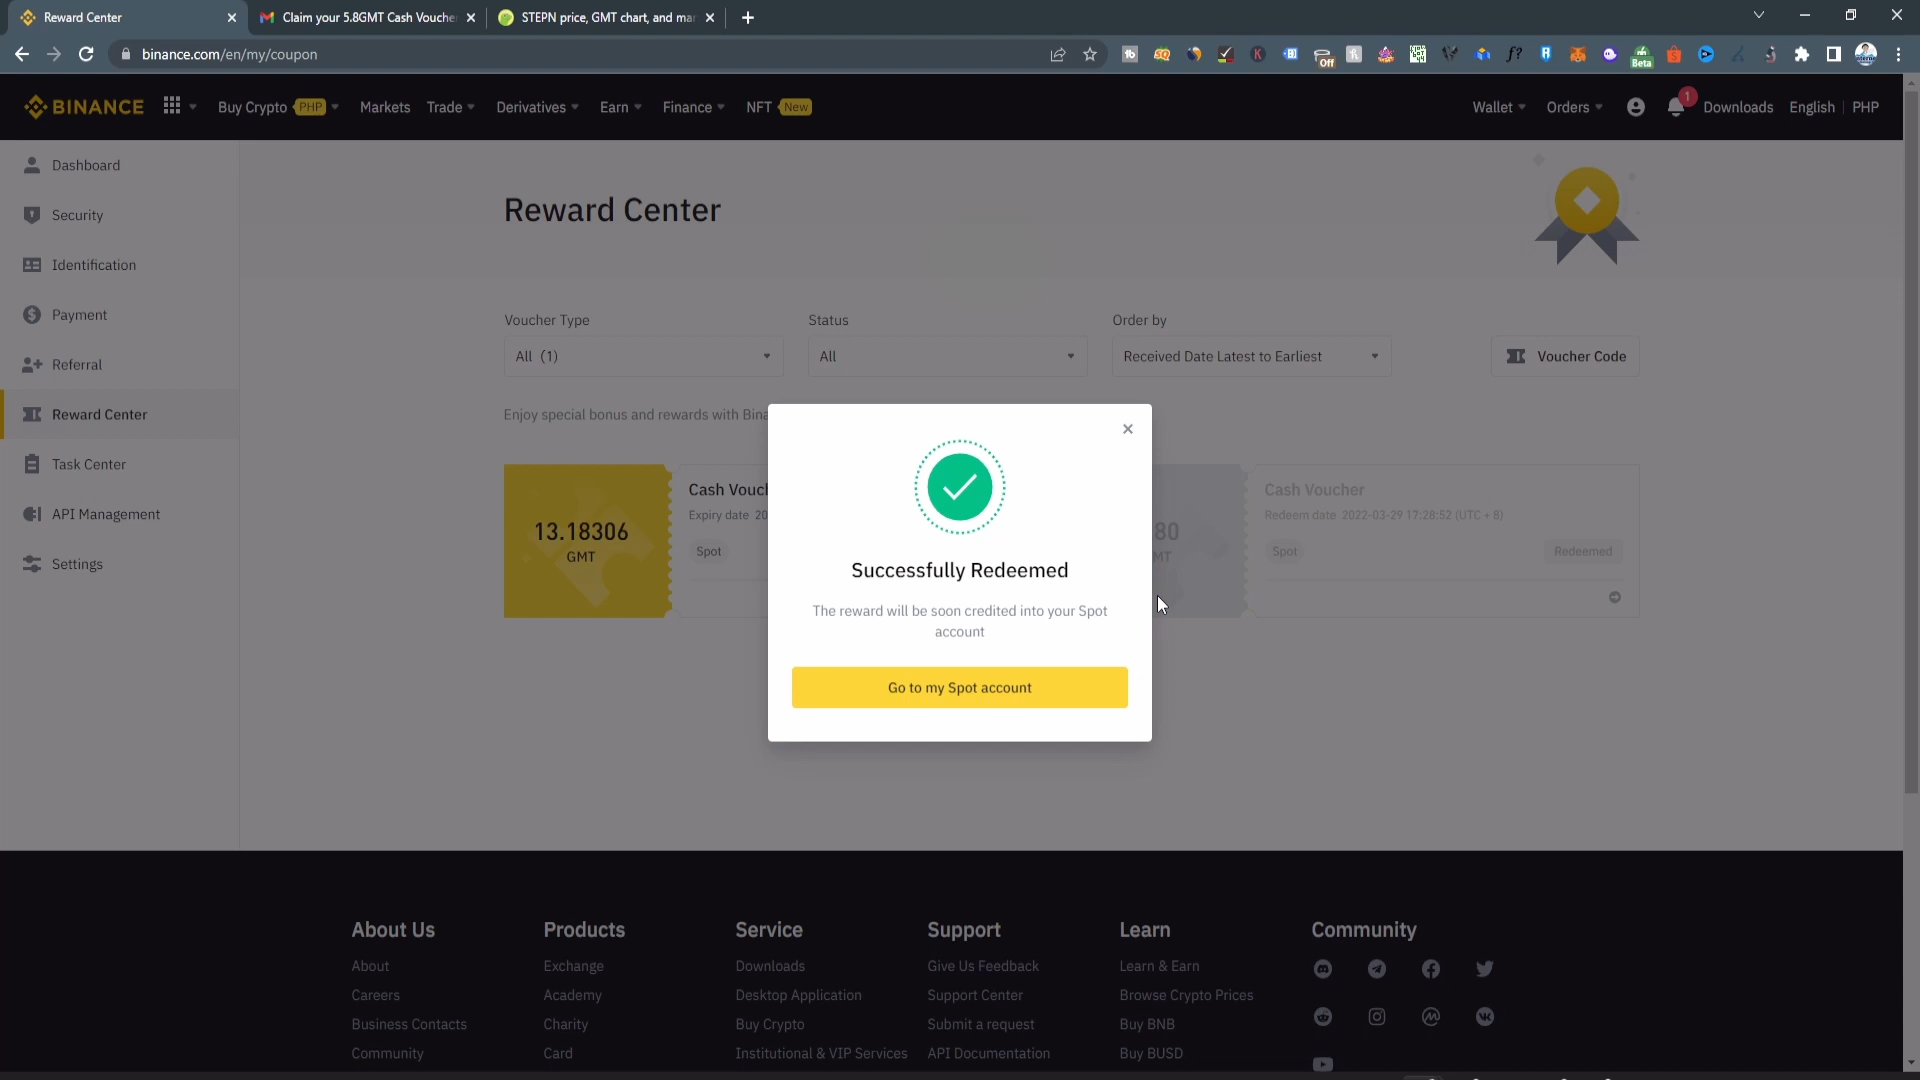 Reward Center
Claim your 5.8GMT Cash Vouche
STEPN price, GMT chart, and mar
binance.com/en/my/coupon
Off
Beta
BINANCE
Buy Crypto PHP
Markets
Trade
Derivatives
Earn
Finance
NFT New
Wallet
Orders
1
Downloads
English
PHP
Dashboard
Security
Identification
Payment
Referral
Reward Center
Task Center
API Management
Settings
Reward Center
Voucher Type
Status
Order by
All (1)
All
Received Date Latest to Earliest
Voucher Code
Enjoy special bonus and rewards with Bina
13.18306
GMT
Cash Vouch
Expiry date 20
Spot
80
MT
Cash Voucher
Redeem date 2022-03-29 17:28:52 (UTC + 8)
Spot
Redeemed
Successfully Redeemed
The reward will be soon credited into your Spot
account
Go to my Spot account
About Us
About
Careers
Business Contacts
Community
Products
Exchange
Academy
Charity
Card
Service
Downloads
Desktop Application
Buy Crypto
Institutional & VIP Services
Support
Give Us Feedback
Support Center
Submit a request
API Documentation
Learn
Learn & Earn
Browse Crypto Prices
Buy BNB
Buy BUSD
Community